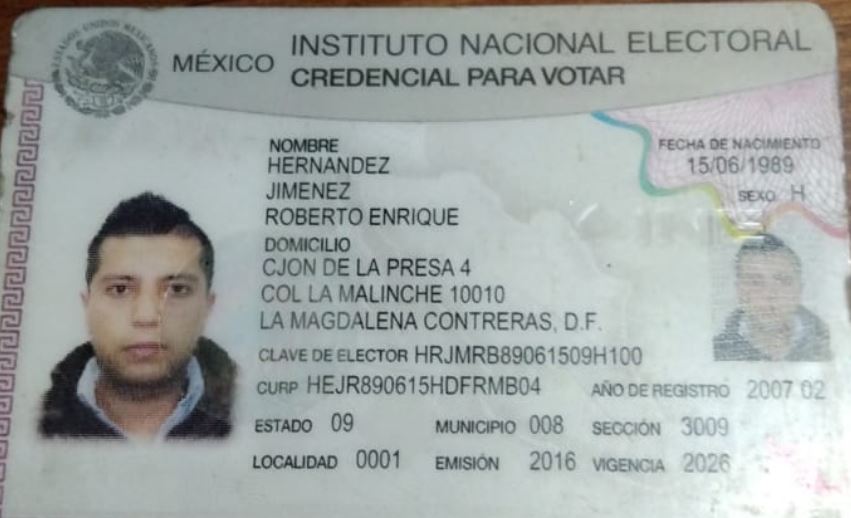 ESTADOS UNIDOS MEXICANOS
MÉXICO INSTITUTO NACIONAL ELECTORAL
CREDENCIAL PARA VOTAR
NOMBRE
HERNANDEZ
JIMENEZ
ROBERTO ENRIQUE
FECHA DE NACIMIENTO
15/06/1989
SEXO H
DOMICILIO
CJON DE LA PRESA 4
COL LA MALINCHE 10010
LA MAGDALENA CONTRERAS, D.F.
CLAVE DE ELECTOR HRJMRB89061509H100
CURP HEJR890615HDFRMB04 AÑO DE REGISTRO 2007 02
ESTADO 09 MUNICIPIO 008 SECCIÓN 3009
LOCALIDAD 0001 EMISIÓN 2016 VIGENCIA 2026